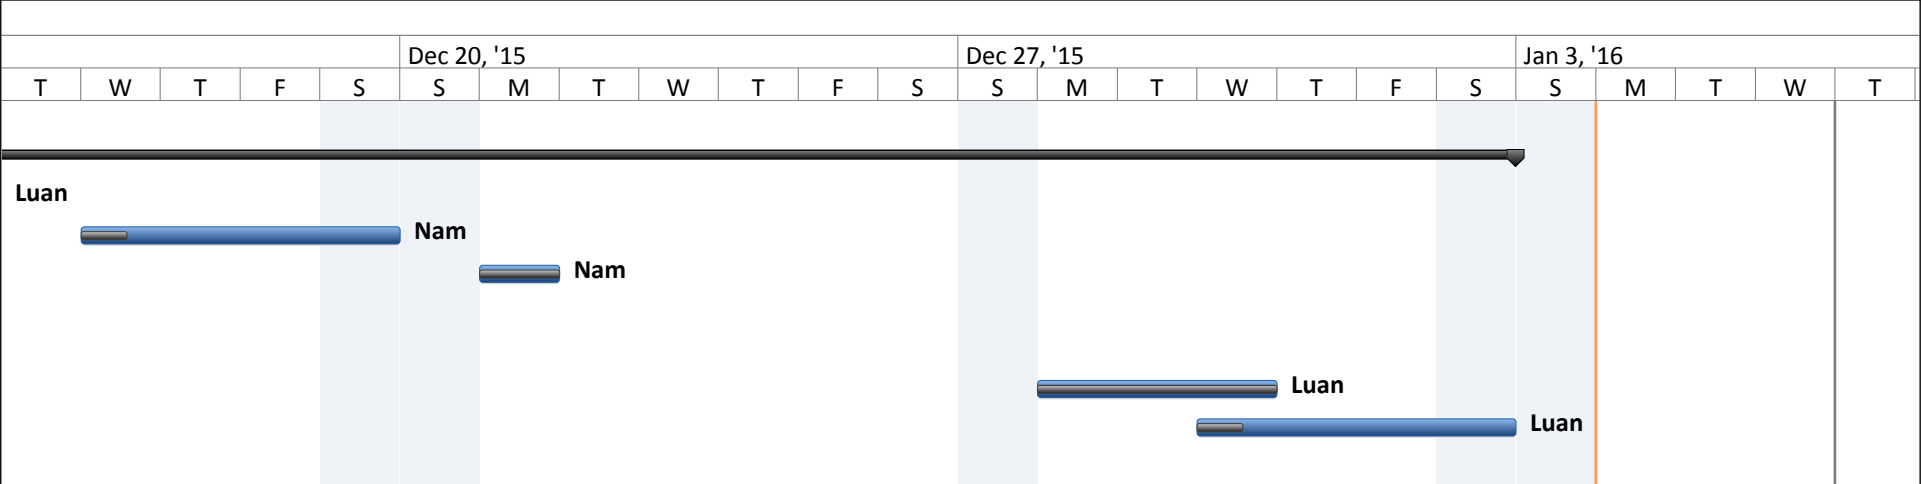 Dec 20, '15 Dec 27, '15 Jan 3, '16
T W T F S S M T W T F S S M T W T F S S M T W T
Luan
Nam
Nam
Luan
Luan